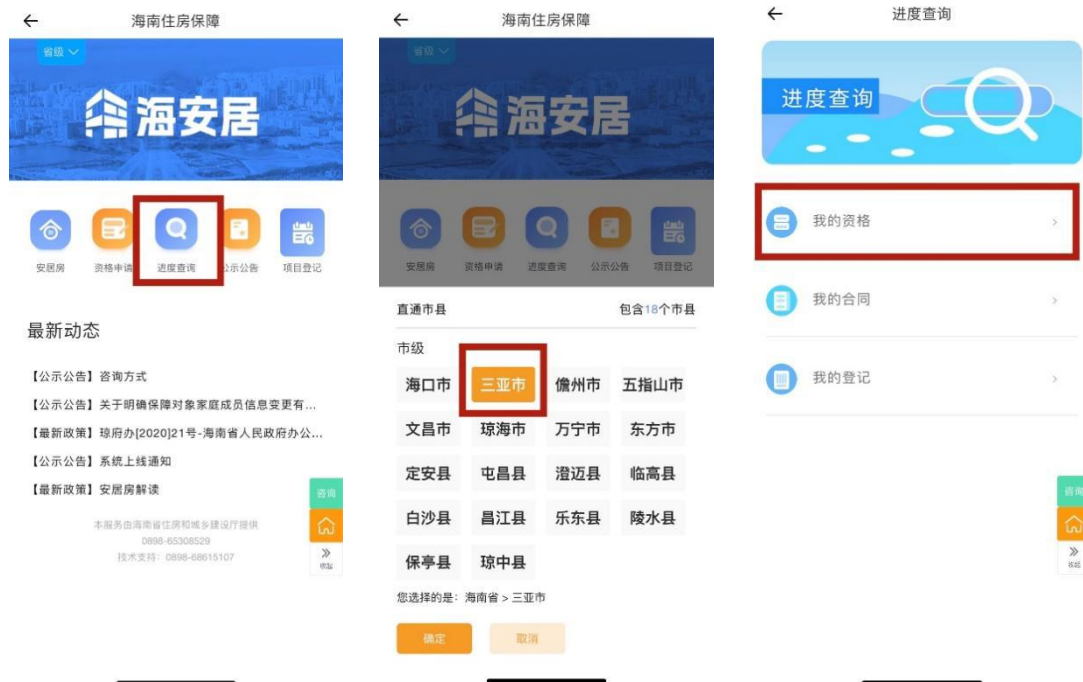 海南住房保障
省级
海安居
安居房 资格申请 进度查询 公示公告 项目登记
最新动态
【公示公告】咨询方式
【公示公告】关于明确保障对象家庭成员信息变更有...
【最新政策】琼府办[2020]21号-海南省人民政府办公...
【公示公告】系统上线通知
【最新政策】安居房解读
咨询
本服务由海南省住房和城乡建设厅提供
0898-65308529
技术支持：0898-68615107
收起
海南住房保障
省级
海安居
安居房 资格申请 进度查询 公示公告 项目登记
直通市县 包含18个市县
市级
海口市 三亚市 儋州市 五指山市
文昌市 琼海市 万宁市 东方市
定安县 屯昌县 澄迈县 临高县
白沙县 昌江县 乐东县 陵水县
保亭县 琼中县
您选择的是：海南省 > 三亚市
确定 取消
进度查询
进度查询
我的资格
我的合同
我的登记
咨询
收起